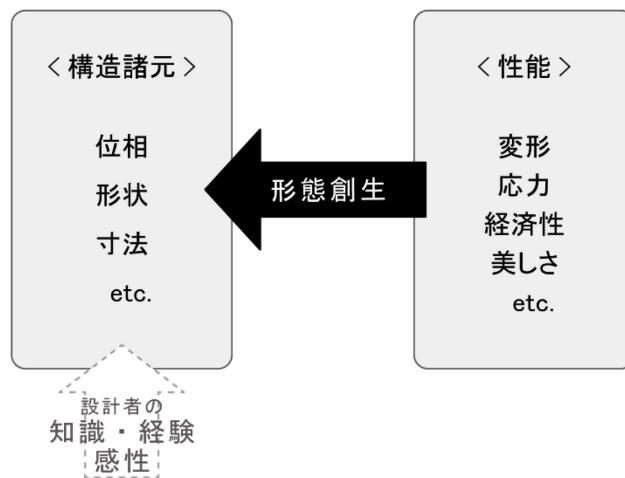 < 構造諸元 >
位相
形状
寸法
etc.
形態創生
< 性能 >
変形
応力
経済性
美しさ
etc.
設計者の
知識・経験
感性